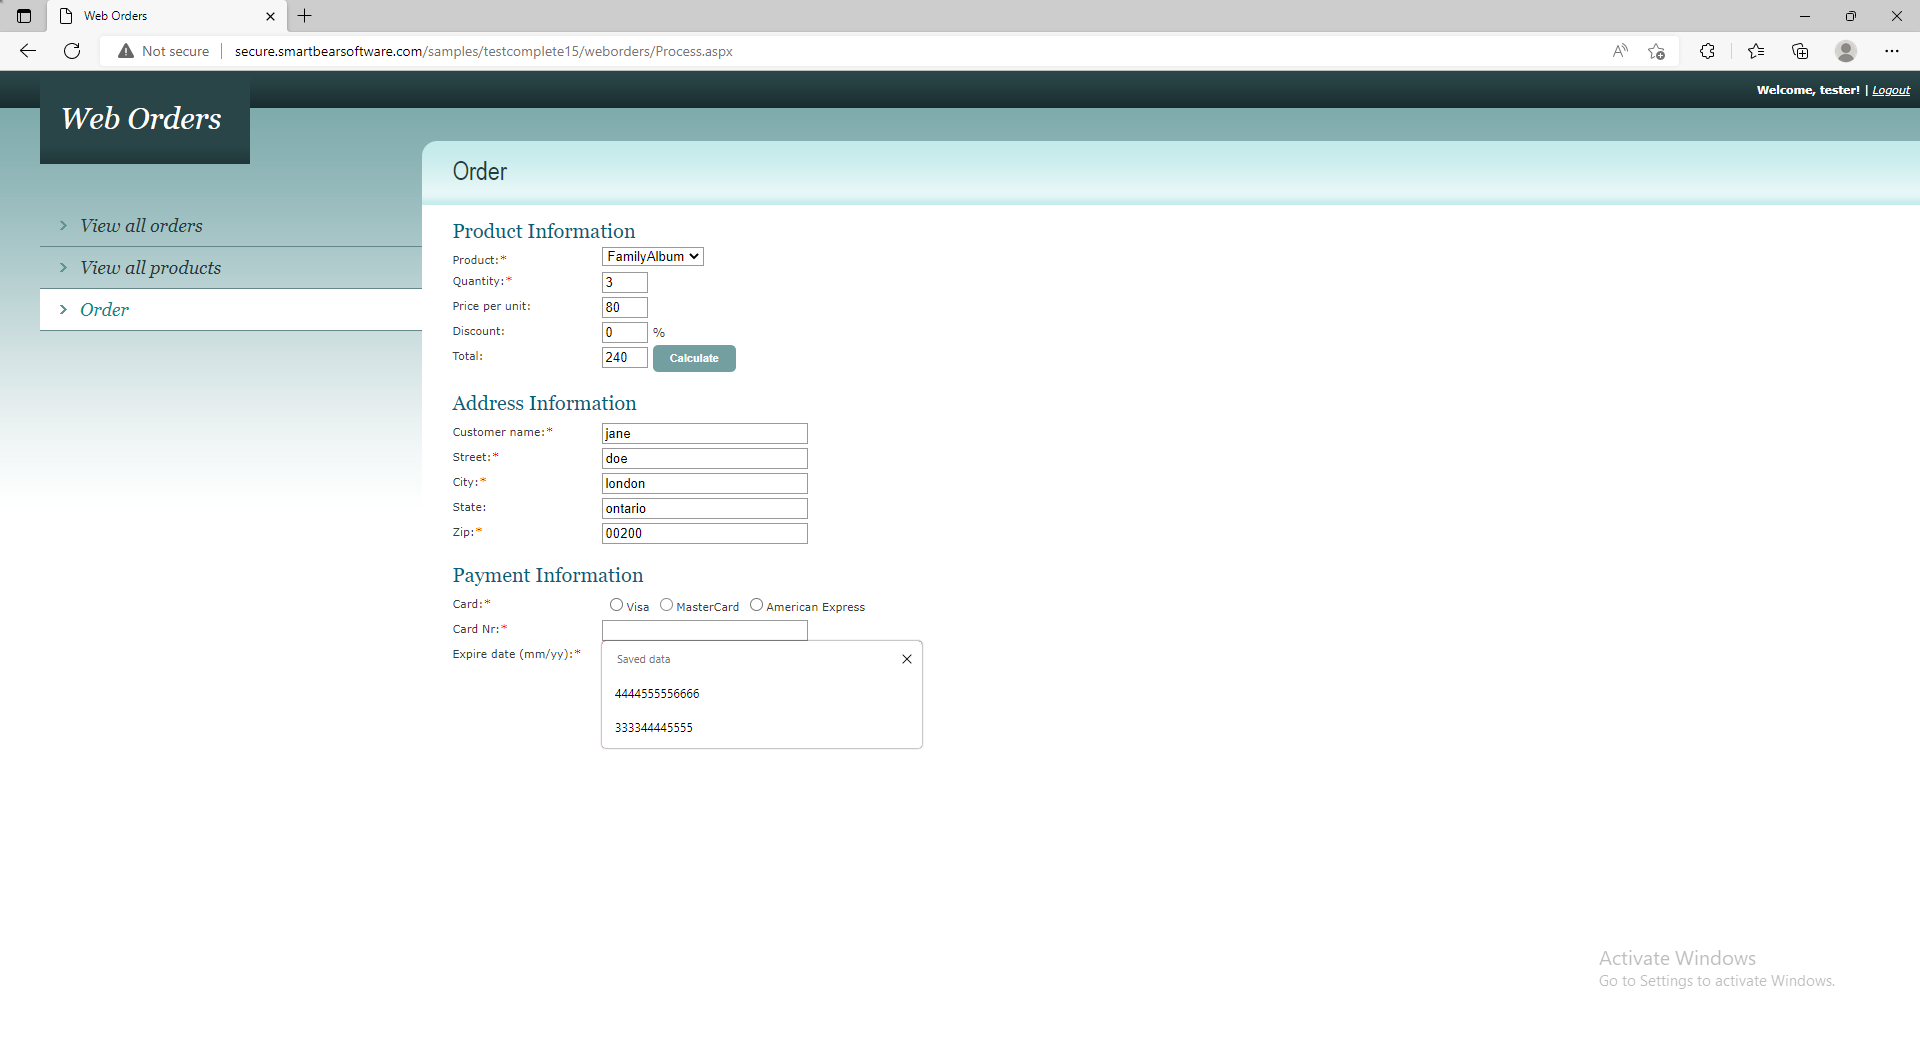 Web Orders
Not secure
secure.smartbearsoftware.com/samples/testcomplete15/weborders/Process.aspx
Welcome, tester! | Logout
Web Orders
Order
View all orders
View all products
Order
Product Information
Product:* FamilyAlbum
Quantity:* 3
Price per unit: 80
Discount: 0 %
Total: 240 Calculate
Address Information
Customer name:* jane
Street:* doe
City:* london
State: ontario
Zip:* 00200
Payment Information
Card:* Visa MasterCard American Express
Card Nr:*
Expire date (mm/yy):*
Saved data
4444555556666
333344445555
Activate Windows
Go to Settings to activate Windows.